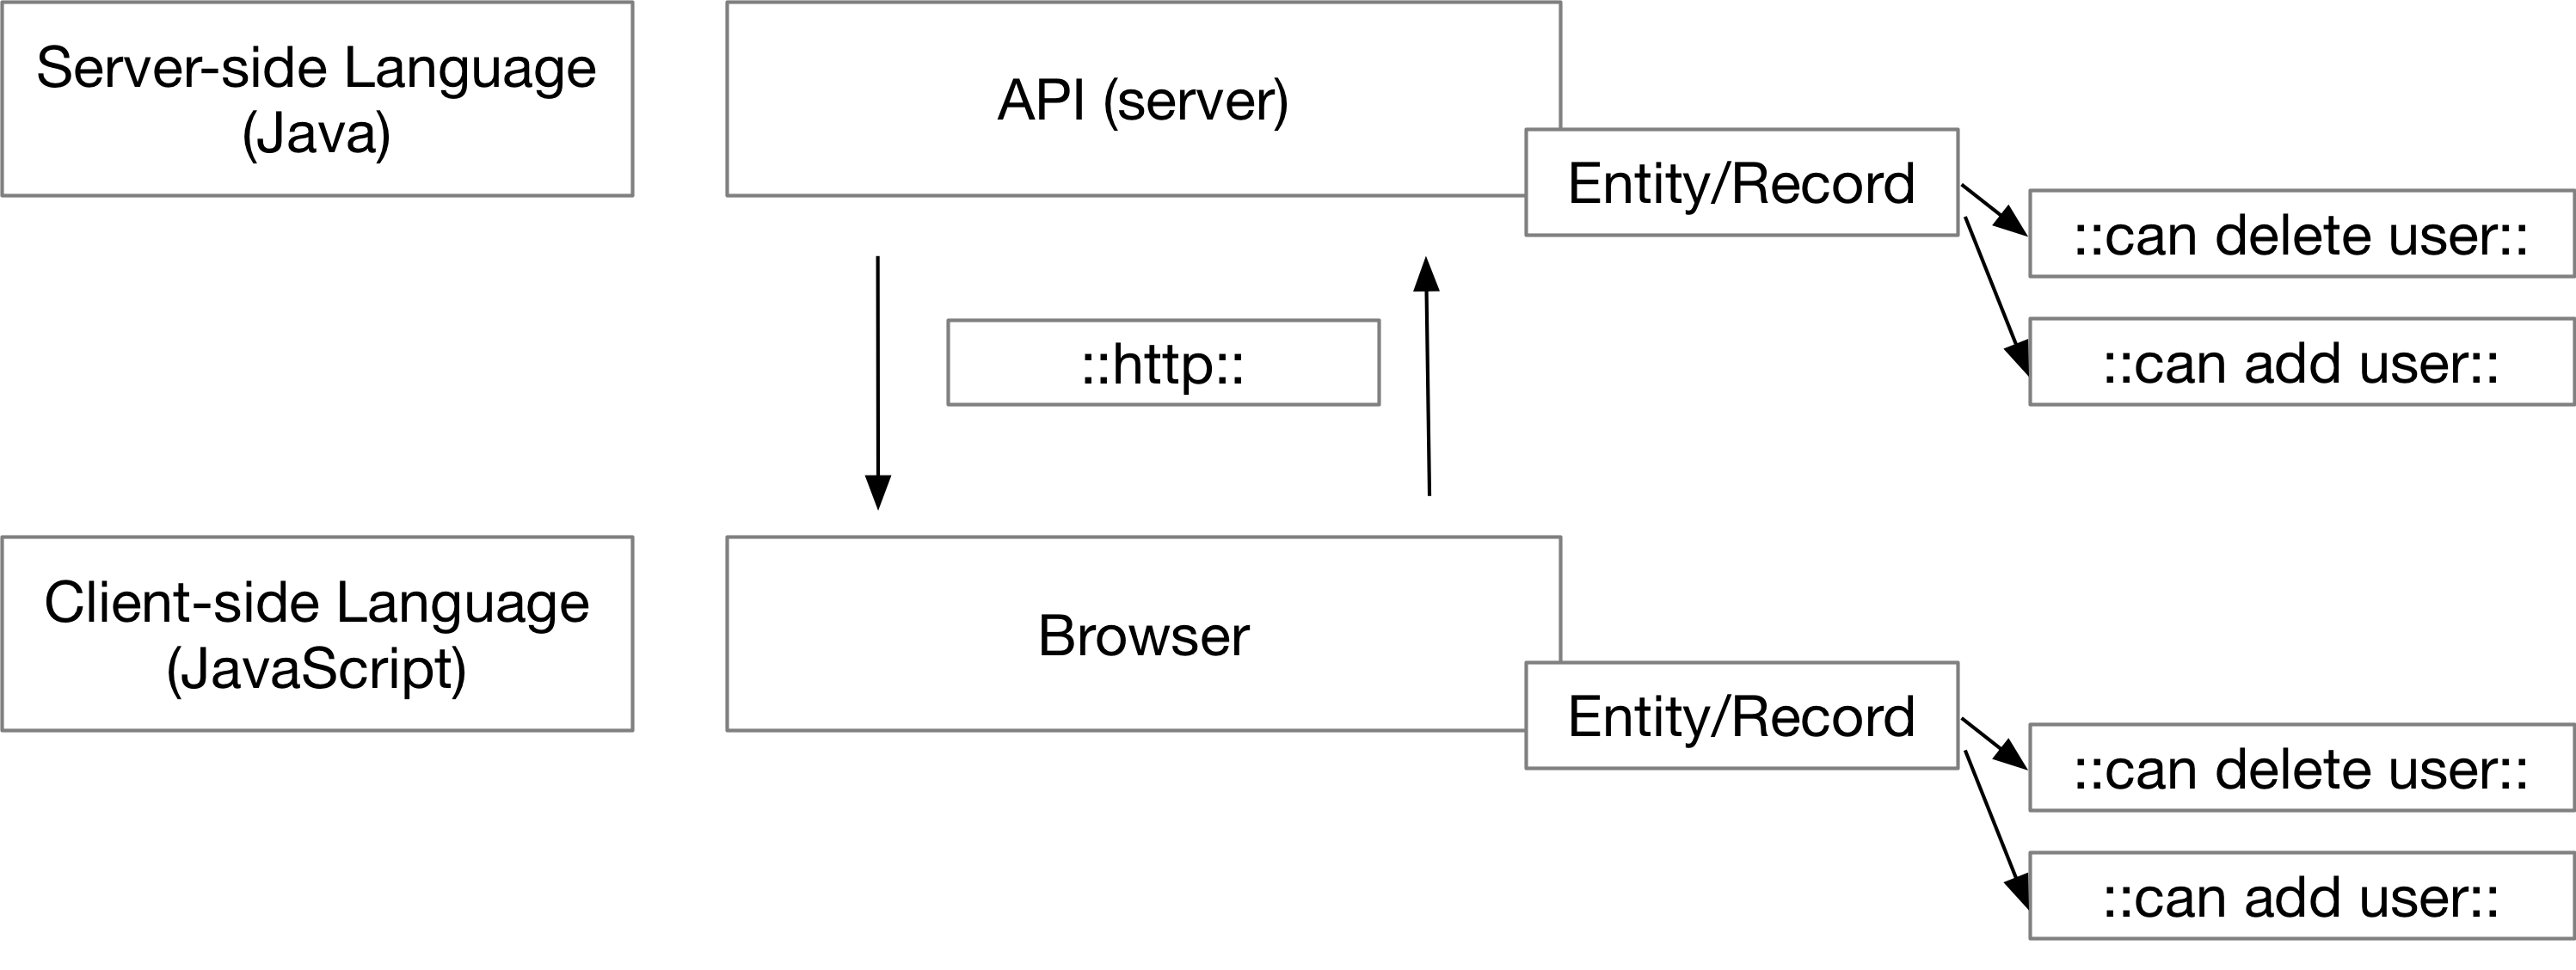 Server-side Language
(Java)
API (server)
Entity/Record
::can delete user::
::can add user::
::http::
Client-side Language
(JavaScript)
Browser
Entity/Record
::can delete user::
::can add user::